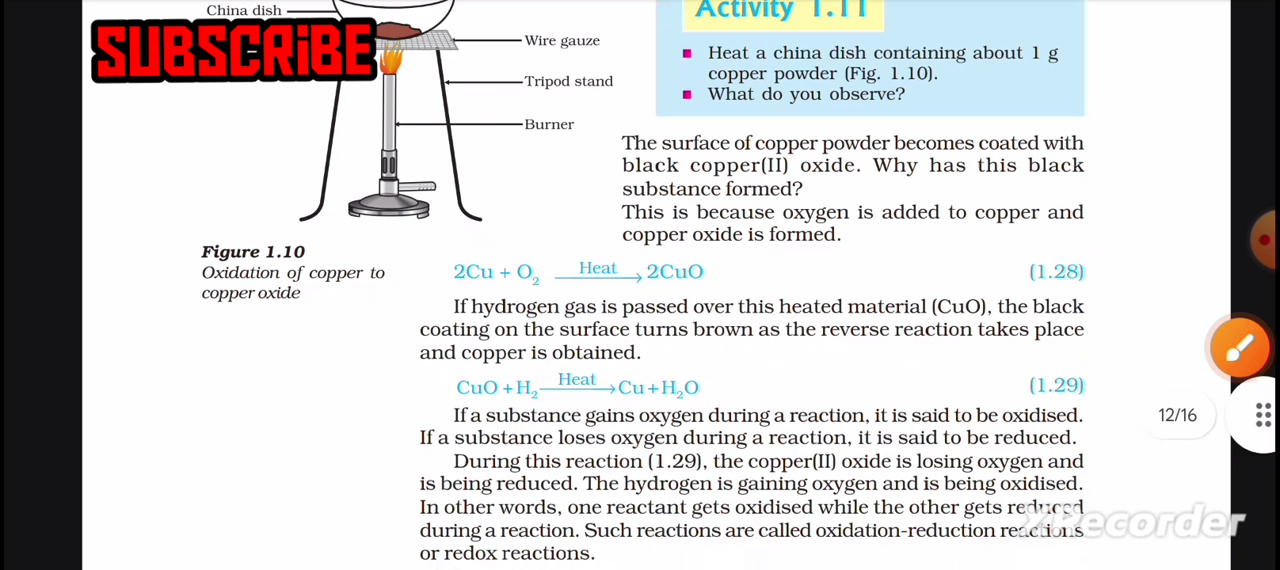 China dish
SUBSCRIBE
Wire gauze
Tripod stand
Burner
Figure 1.10
Oxidation of copper to
copper oxide
Activity 1.11
■ Heat a china dish containing about 1 g
copper powder (Fig. 1.10).
■ What do you observe?
The surface of copper powder becomes coated with
black copper(II) oxide. Why has this black
substance formed?
This is because oxygen is added to copper and
copper oxide is formed.
2Cu + O₂ —Heat→ 2CuO (1.28)
If hydrogen gas is passed over this heated material (CuO), the black
coating on the surface turns brown as the reverse reaction takes place
and copper is obtained.
CuO + H₂ —Heat→ Cu + H₂O (1.29)
If a substance gains oxygen during a reaction, it is said to be oxidised.
If a substance loses oxygen during a reaction, it is said to be reduced.
During this reaction (1.29), the copper(II) oxide is losing oxygen and
is being reduced. The hydrogen is gaining oxygen and is being oxidised.
In other words, one reactant gets oxidised while the other gets reduced
during a reaction. Such reactions are called oxidation-reduction reactions
or redox reactions.
12/16
XRecorder